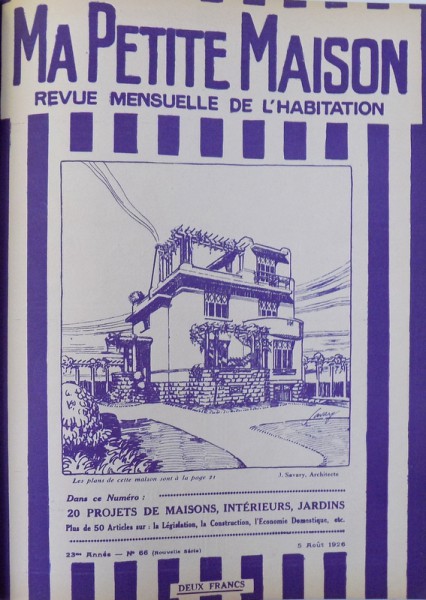 MA PETITE MAISON
REVUE MENSUELLE DE L'HABITATION
Les plans de cette maison sont à la page 21
J. Savary, Architecte
Dans ce Numéro :
20 PROJETS DE MAISONS, INTÉRIEURS, JARDINS
Plus de 50 Articles sur : la Législation, la Construction, l'Economie Domestique, etc.
23me Année — Nº 66 (Nouvelle Série)
5 Août 1926
DEUX FRANCS